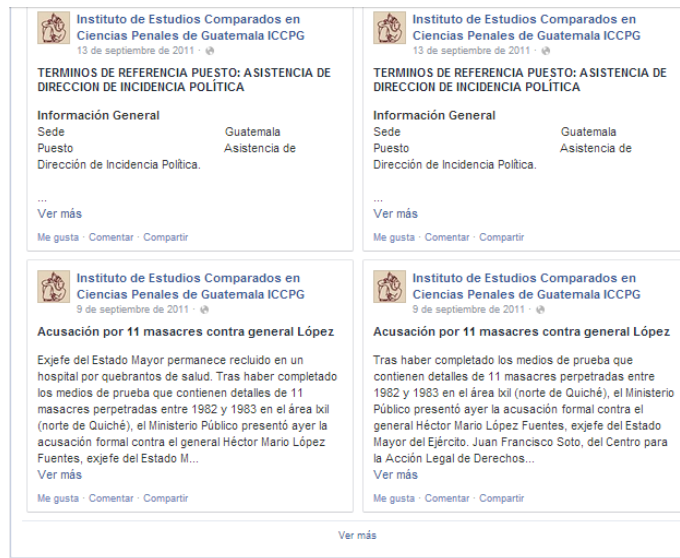 Instituto de Estudios Comparados en
Ciencias Penales de Guatemala ICCPG
13 de septiembre de 2011 ·
TERMINOS DE REFERENCIA PUESTO: ASISTENCIA DE
DIRECCION DE INCIDENCIA POLÍTICA
Información General
Sede Guatemala
Puesto Asistencia de
Dirección de Incidencia Política.
...
Ver más
Me gusta · Comentar · Compartir
Instituto de Estudios Comparados en
Ciencias Penales de Guatemala ICCPG
13 de septiembre de 2011 ·
TERMINOS DE REFERENCIA PUESTO: ASISTENCIA DE
DIRECCION DE INCIDENCIA POLÍTICA
Información General
Sede Guatemala
Puesto Asistencia de
Dirección de Incidencia Política.
...
Ver más
Me gusta · Comentar · Compartir
Instituto de Estudios Comparados en
Ciencias Penales de Guatemala ICCPG
9 de septiembre de 2011 ·
Acusación por 11 masacres contra general López
Exjefe del Estado Mayor permanece recluido en un
hospital por quebrantos de salud. Tras haber completado
los medios de prueba que contienen detalles de 11
masacres perpetradas entre 1982 y 1983 en el área Ixil
(norte de Quiché), el Ministerio Público presentó ayer la
acusación formal contra el general Héctor Mario López
Fuentes, exjefe del Estado M...
Ver más
Me gusta · Comentar · Compartir
Instituto de Estudios Comparados en
Ciencias Penales de Guatemala ICCPG
9 de septiembre de 2011 ·
Acusación por 11 masacres contra general López
Tras haber completado los medios de prueba que
contienen detalles de 11 masacres perpetradas entre
1982 y 1983 en el área Ixil (norte de Quiché), el Ministerio
Público presentó ayer la acusación formal contra el
general Héctor Mario López Fuentes, exjefe del Estado
Mayor del Ejército. Juan Francisco Soto, del Centro para
la Acción Legal de Derechos...
Ver más
Me gusta · Comentar · Compartir
Ver más